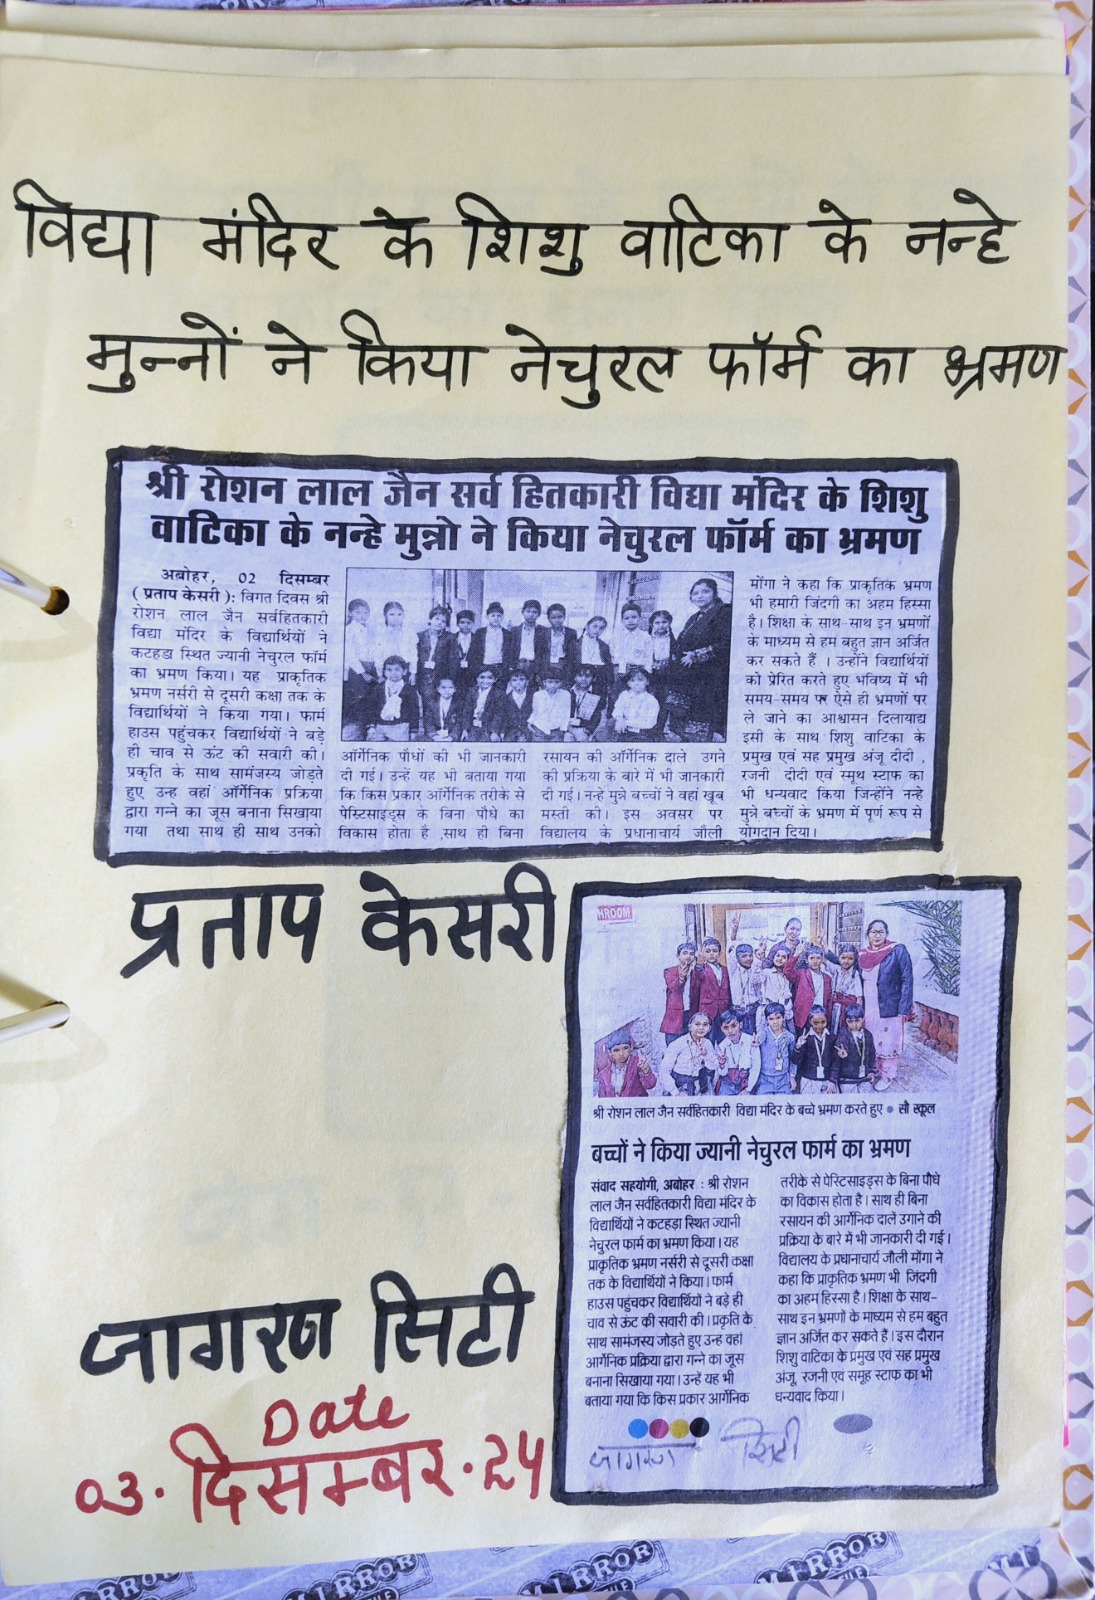 विद्या मंदिर के शिशु वाटिका के नन्हे
मुन्नों ने किया नेचुरल फॉर्म का भ्रमण
श्री रोशन लाल जैन सर्व हितकारी विद्या मंदिर के शिशु
वाटिका के नन्हे मुन्नो ने किया नेचुरल फॉर्म का भ्रमण
अबोहर, 02 दिसम्बर
(प्रताप केसरी): विगत दिवस श्री
रोशन लाल जैन सर्वहितकारी
विद्या मंदिर के विद्यार्थियों ने
कटहडा स्थित ज्यानी नेचुरल फॉर्म
का भ्रमण किया। यह प्राकृतिक
भ्रमण नर्सरी से दूसरी कक्षा तक के
विद्यार्थियों ने किया गया। फार्म
हाउस पहुंचकर विद्यार्थियों ने बड़े
ही चाव से ऊंट की सवारी की।
प्रकृति के साथ सामंजस्य जोड़ते
हुए उन्ह वहां ऑर्गेनिक प्रक्रिया
द्वारा गन्ने का जूस बनाना सिखाया
गया तथा साथ ही साथ उनको
ऑर्गेनिक पौधों की भी जानकारी
दी गई। उन्हें यह भी बताया गया
कि किस प्रकार ऑर्गेनिक तरीके से
पेस्टिसाइड्स के बिना पौधे का
विकास होता है ,साथ ही बिना
रसायन की ऑर्गेनिक दाले उगने
की प्रक्रिया के बारे में भी जानकारी
दी गई। नन्हे मुन्ने बच्चों ने वहां खूब
मस्ती की। इस अवसर पर
विद्यालय के प्रधानाचार्य जौली
मोंगा ने कहा कि प्राकृतिक भ्रमण
भी हमारी जिंदगी का अहम हिस्सा
है। शिक्षा के साथ-साथ इन भ्रमणों
के माध्यम से हम बहुत ज्ञान अर्जित
कर सकते हैं । उन्होंने विद्यार्थियों
को प्रेरित करते हुए भविष्य में भी
समय-समय पर ऐसे ही भ्रमणों पर
ले जाने का आश्वासन दिलायाद्य
इसी के साथ शिशु वाटिका के
प्रमुख एवं सह प्रमुख अंजू दीदी ,
रजनी दीदी एवं स्मूथ स्टाफ का
भी धन्यवाद किया जिन्होंने नन्हे
मुन्ने बच्चों के भ्रमण में पूर्ण रूप से
योगदान दिया।
प्रताप केसरी
HROOM
श्री रोशन लाल जैन सर्वहितकारी विद्या मंदिर के बच्चे भ्रमण करते हुए ● सौ स्कूल
बच्चों ने किया ज्यानी नेचुरल फार्म का भ्रमण
संवाद सहयोगी, अबोहर : श्री रोशन
लाल जैन सर्वहितकारी विद्या मंदिर के
विद्यार्थियों ने कटहड़ा स्थित ज्यानी
नेचुरल फार्म का भ्रमण किया। यह
प्राकृतिक भ्रमण नर्सरी से दूसरी कक्षा
तक के विद्यार्थियों ने किया। फार्म
हाउस पहुंचकर विद्यार्थियों ने बड़े ही
चाव से ऊंट की सवारी की। प्रकृति के
साथ सामंजस्य जोड़ते हुए उन्ह वहां
आर्गेनिक प्रक्रिया द्वारा गन्ने का जूस
बनाना सिखाया गया। उन्हें यह भी
बताया गया कि किस प्रकार आर्गेनिक
तरीके से पेस्टिसाइड्स के बिना पौधे
का विकास होता है। साथ ही बिना
रसायन की आर्गेनिक दालें उगाने की
प्रक्रिया के बारे में भी जानकारी दी गई।
विद्यालय के प्रधानाचार्य जौली मोंगा ने
कहा कि प्राकृतिक भ्रमण भी जिंदगी
का अहम हिस्सा है। शिक्षा के साथ-
साथ इन भ्रमणों के माध्यम से हम बहुत
ज्ञान अर्जित कर सकते हैं। इस दौरान
शिशु वाटिका के प्रमुख एवं सह प्रमुख
अंजू, रजनी एवं समूह स्टाफ का भी
धन्यवाद किया।
जागरण सिटी
जागरण सिटी
Date
03. दिसम्बर. 24
MIRROR
MIRROR
MIRROR
MIRROR